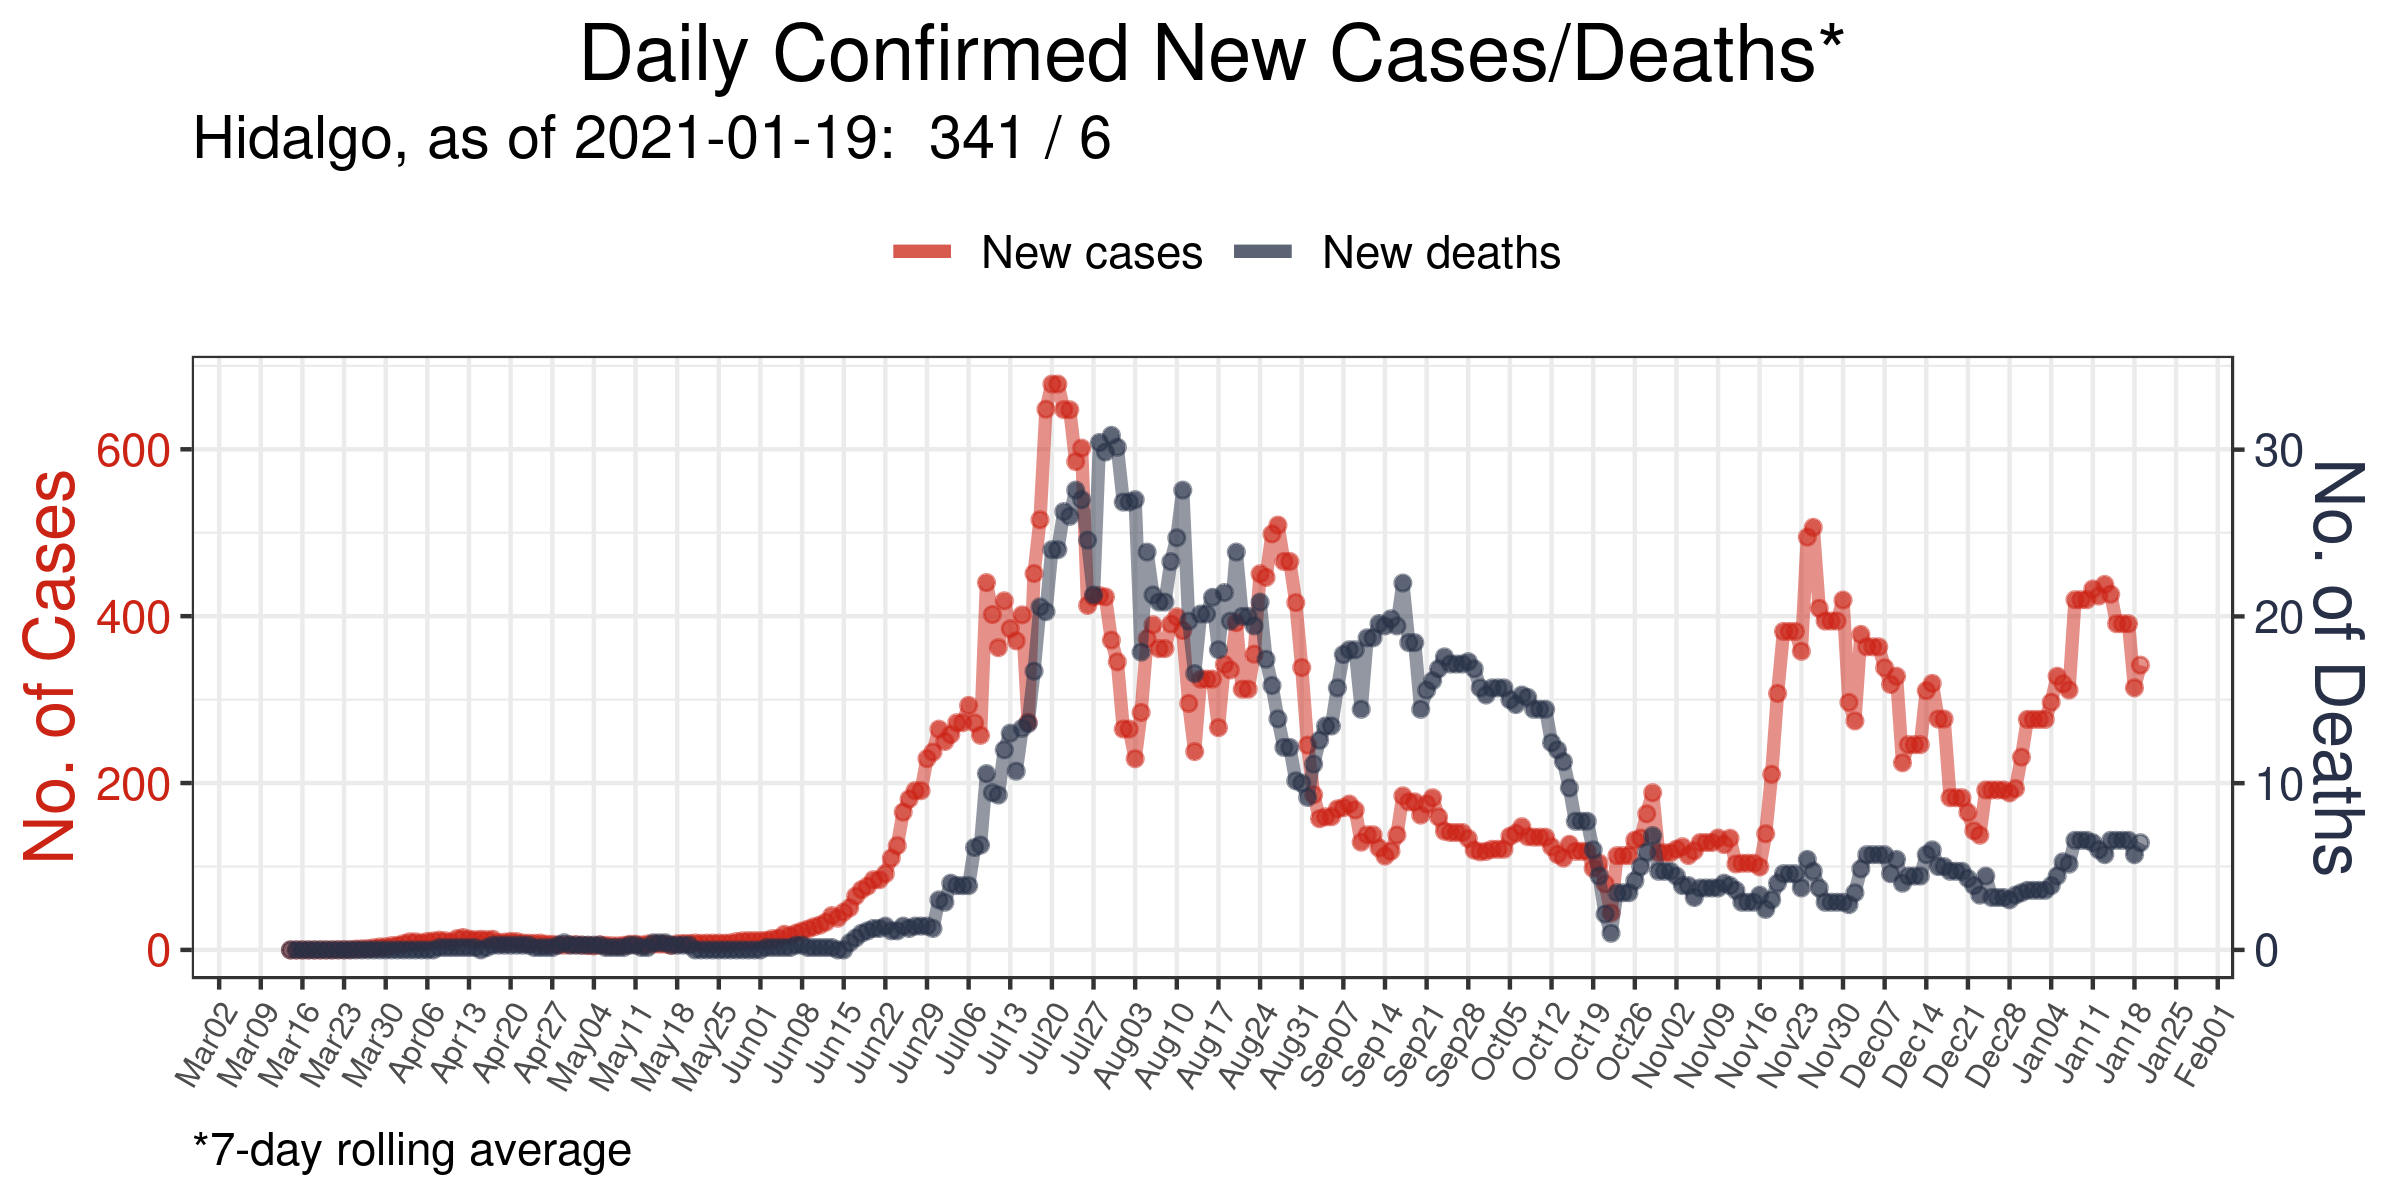 Daily Confirmed New Cases/Deaths*
Hidalgo, as of 2021-01-19:  341 / 6
New cases
New deaths
No. of Cases
600
400
200
0
30
20
10
0
No. of Deaths
Mar02
Mar09
Mar16
Mar23
Mar30
Apr06
Apr13
Apr20
Apr27
May04
May11
May18
May25
Jun01
Jun08
Jun15
Jun22
Jun29
Jul06
Jul13
Jul20
Jul27
Aug03
Aug10
Aug17
Aug24
Aug31
Sep07
Sep14
Sep21
Sep28
Oct05
Oct12
Oct19
Oct26
Nov02
Nov09
Nov16
Nov23
Nov30
Dec07
Dec14
Dec21
Dec28
Jan04
Jan11
Jan18
Jan25
Feb01
*7-day rolling average